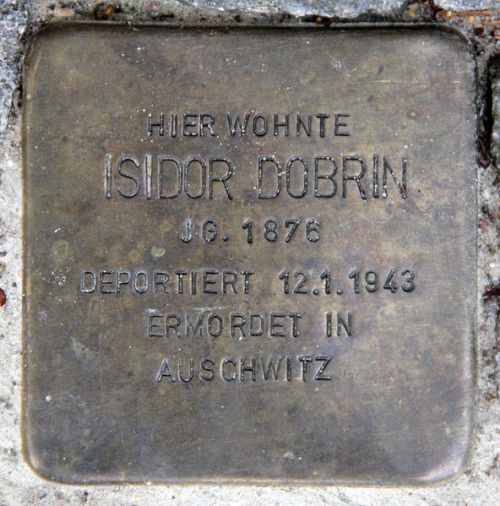 HIER WOHNTE
ISIDOR DOBRIN
JG. 1876
DEPORTIERT 12.1.1943
ERMORDET IN
AUSCHWITZ